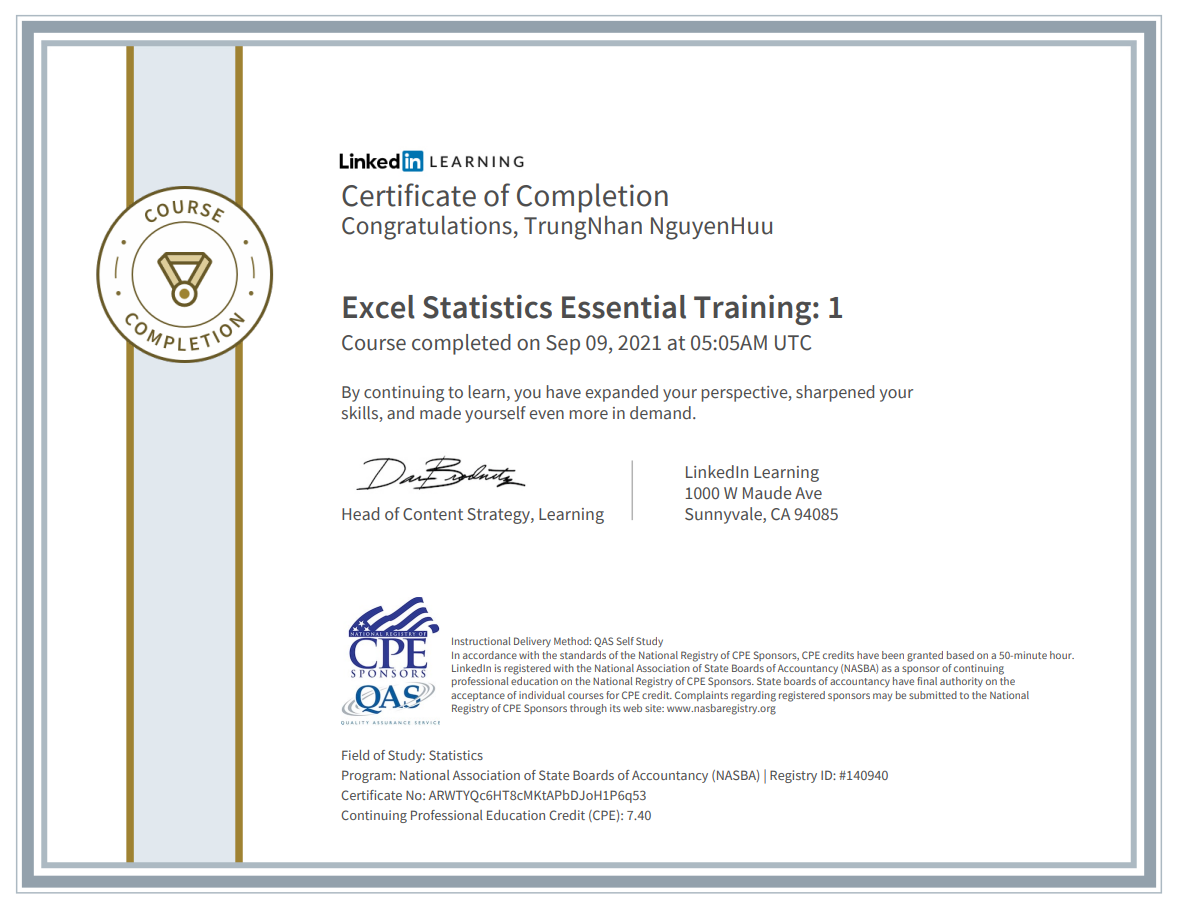 COURSE
COMPLETION
Linked in LEARNING
Certificate of Completion
Congratulations, TrungNhan NguyenHuu
Excel Statistics Essential Training: 1
Course completed on Sep 09, 2021 at 05:05AM UTC
By continuing to learn, you have expanded your perspective, sharpened your
skills, and made yourself even more in demand.
Head of Content Strategy, Learning
LinkedIn Learning
1000 W Maude Ave
Sunnyvale, CA 94085
NATIONAL REGISTRY OF
CPE
SPONSORS
QAS
QUALITY ASSURANCE SERVICE
Instructional Delivery Method: QAS Self Study
In accordance with the standards of the National Registry of CPE Sponsors, CPE credits have been granted based on a 50-minute hour.
LinkedIn is registered with the National Association of State Boards of Accountancy (NASBA) as a sponsor of continuing
professional education on the National Registry of CPE Sponsors. State boards of accountancy have final authority on the
acceptance of individual courses for CPE credit. Complaints regarding registered sponsors may be submitted to the National
Registry of CPE Sponsors through its web site: www.nasbaregistry.org
Field of Study: Statistics
Program: National Association of State Boards of Accountancy (NASBA) | Registry ID: #140940
Certificate No: ARWTYQc6HT8cMKtAPbDJoH1P6q53
Continuing Professional Education Credit (CPE): 7.40